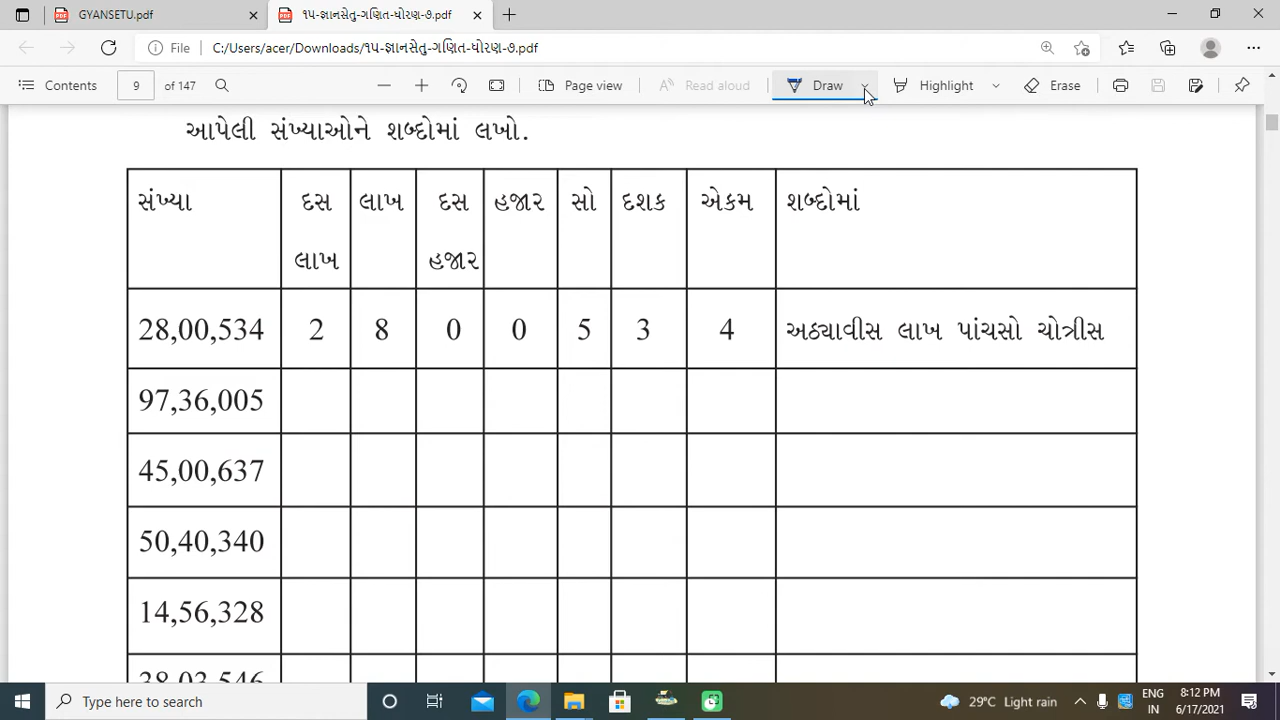 GYANSETU.pdf
૧૫-જ્ઞાનસેતુ-ગણિત-ધોરણ-૭.pdf
File C:/Users/acer/Downloads/૧૫-જ્ઞાનસેતુ-ગણિત-ધોરણ-૭.pdf
Contents 9 of 147 Page view Read aloud Draw Highlight Erase
આપેલી સંખ્યાઓને શબ્દોમાં લખો.
સંખ્યા દસ લાખ દસ હજાર સો દશક એકમ શબ્દોમાં
લાખ હજાર
28,00,534 2 8 0 0 5 3 4 અઠ્યાવીસ લાખ પાંચસો ચોત્રીસ
97,36,005
45,00,637
50,40,340
14,56,328
38,03,546
Type here to search 29°C Light rain ENG 8:12 PM
IN 6/17/2021